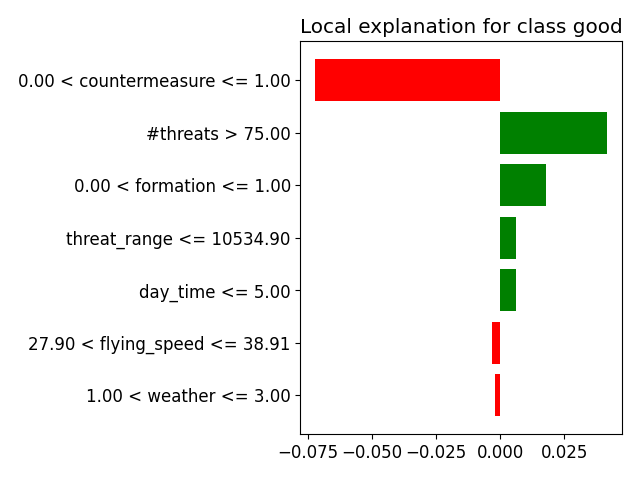 Local explanation for class good
0.00 < countermeasure <= 1.00
#threats > 75.00
0.00 < formation <= 1.00
threat_range <= 10534.90
day_time <= 5.00
27.90 < flying_speed <= 38.91
1.00 < weather <= 3.00
−0.075 −0.050 −0.025 0.000 0.025